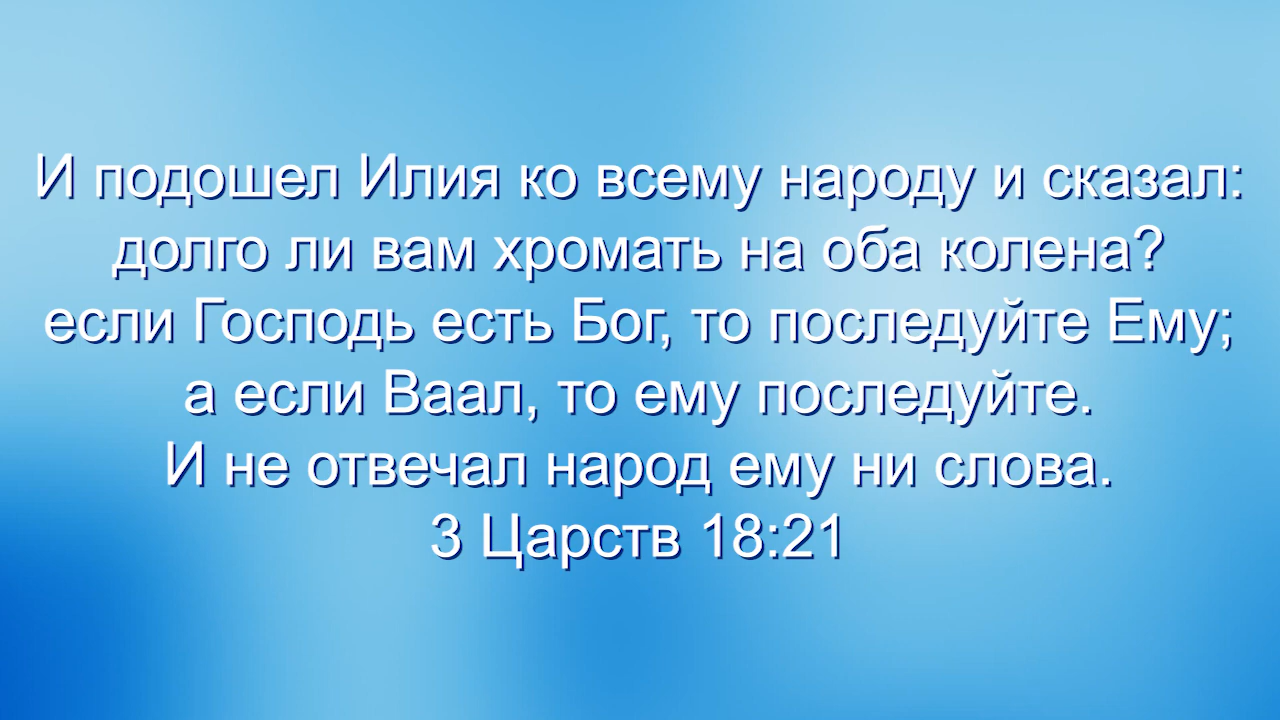 И подошел Илия ко всему народу и сказал:
долго ли вам хромать на оба колена?
если Господь есть Бог, то последуйте Ему;
а если Ваал, то ему последуйте.
И не отвечал народ ему ни слова.
3 Царств 18:21